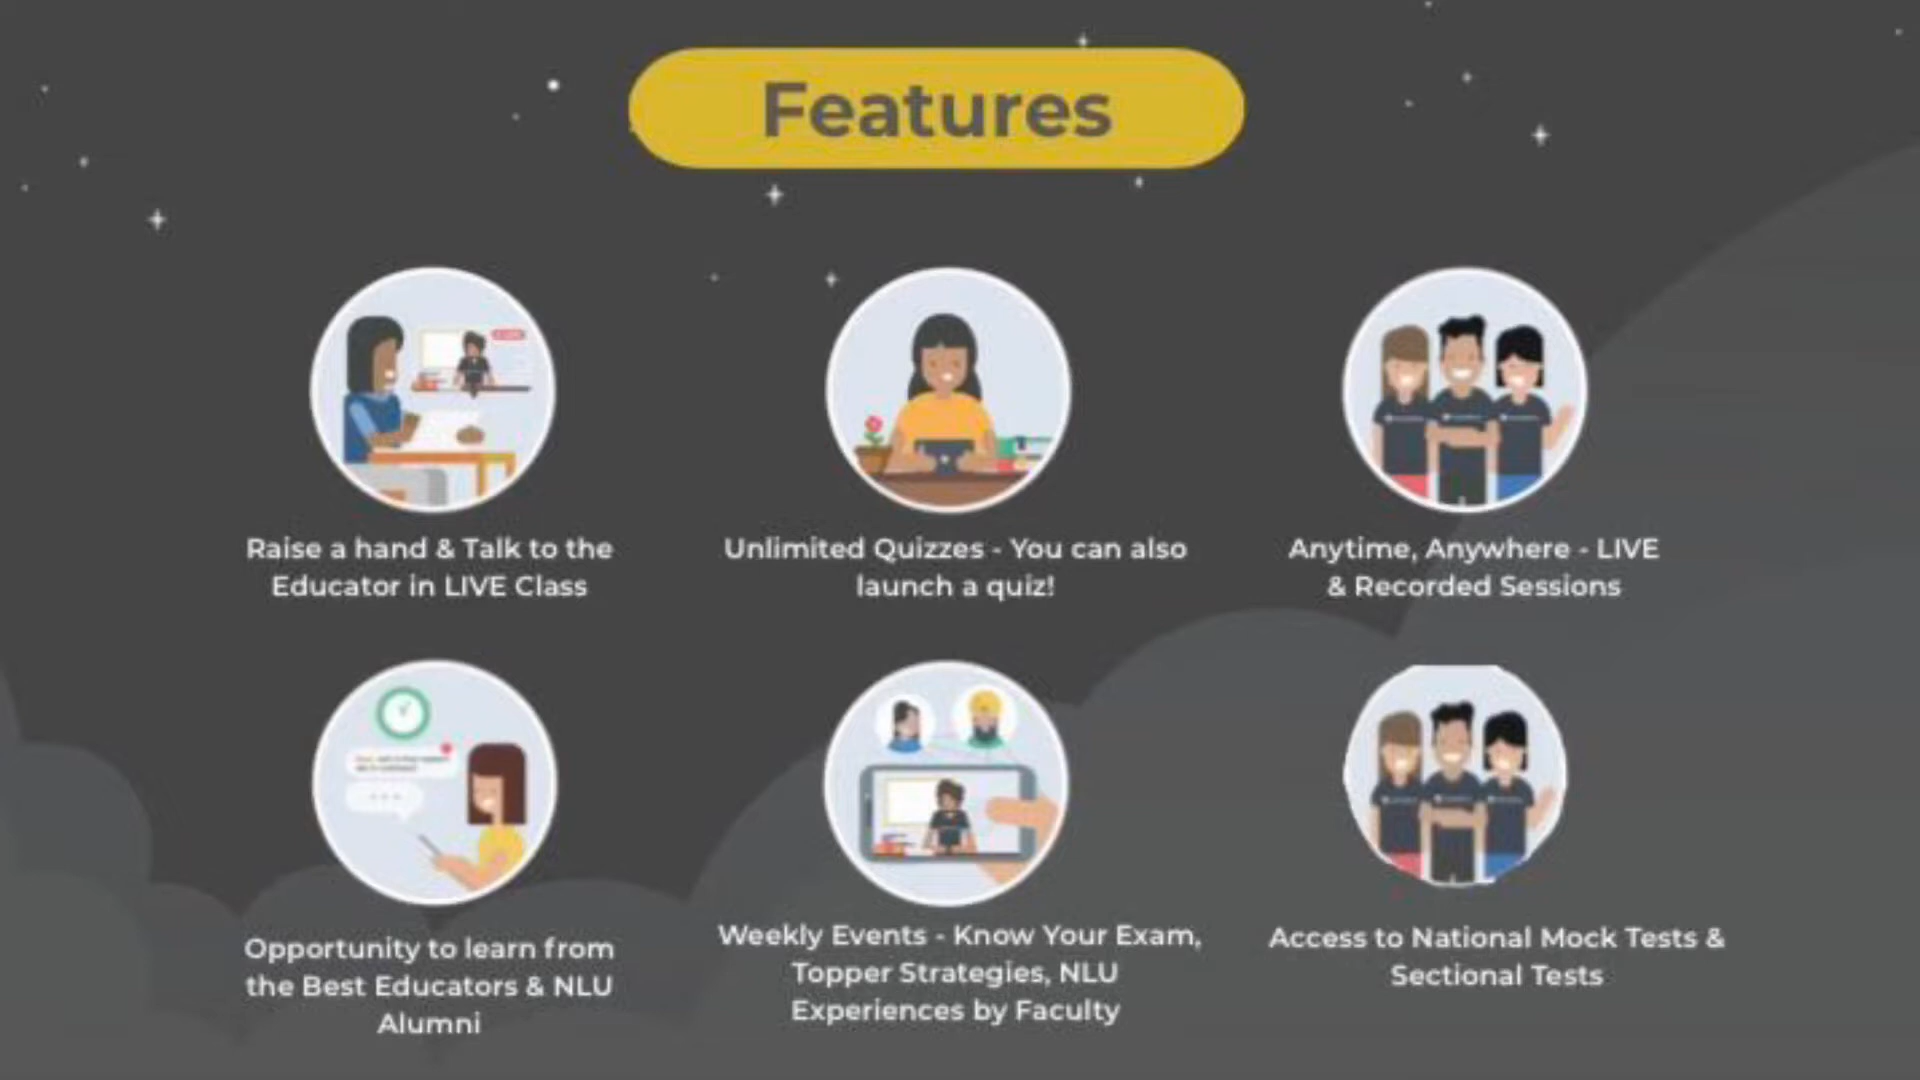 Features
Raise a hand & Talk to the
Educator in LIVE Class
Unlimited Quizzes - You can also
launch a quiz!
Anytime, Anywhere - LIVE
& Recorded Sessions
Opportunity to learn from
the Best Educators & NLU
Alumni
Weekly Events - Know Your Exam,
Topper Strategies, NLU
Experiences by Faculty
Access to National Mock Tests &
Sectional Tests